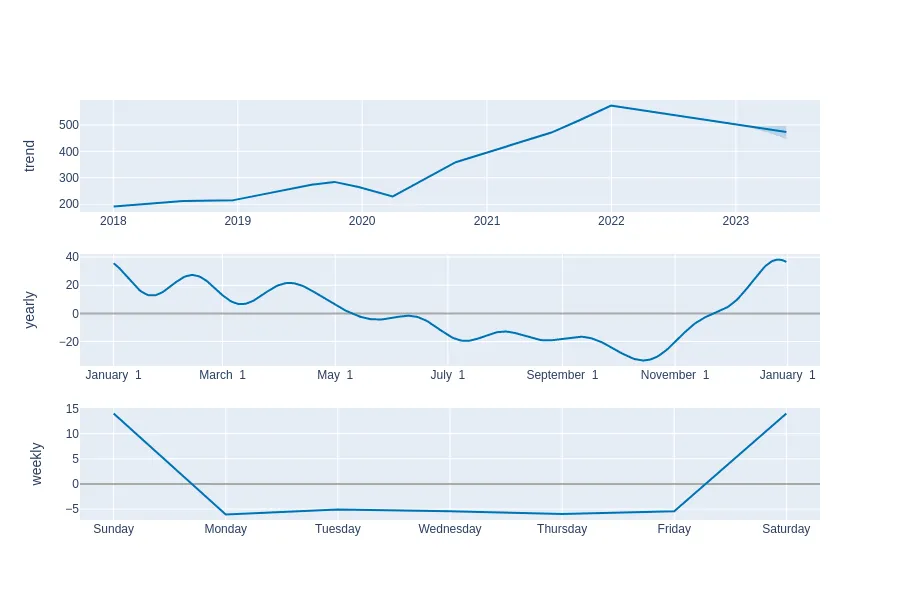 trend
500
400
300
200
2018 2019 2020 2021 2022 2023
yearly
40
20
0
−20
January 1 March 1 May 1 July 1 September 1 November 1 January 1
weekly
15
10
5
0
−5
Sunday Monday Tuesday Wednesday Thursday Friday Saturday